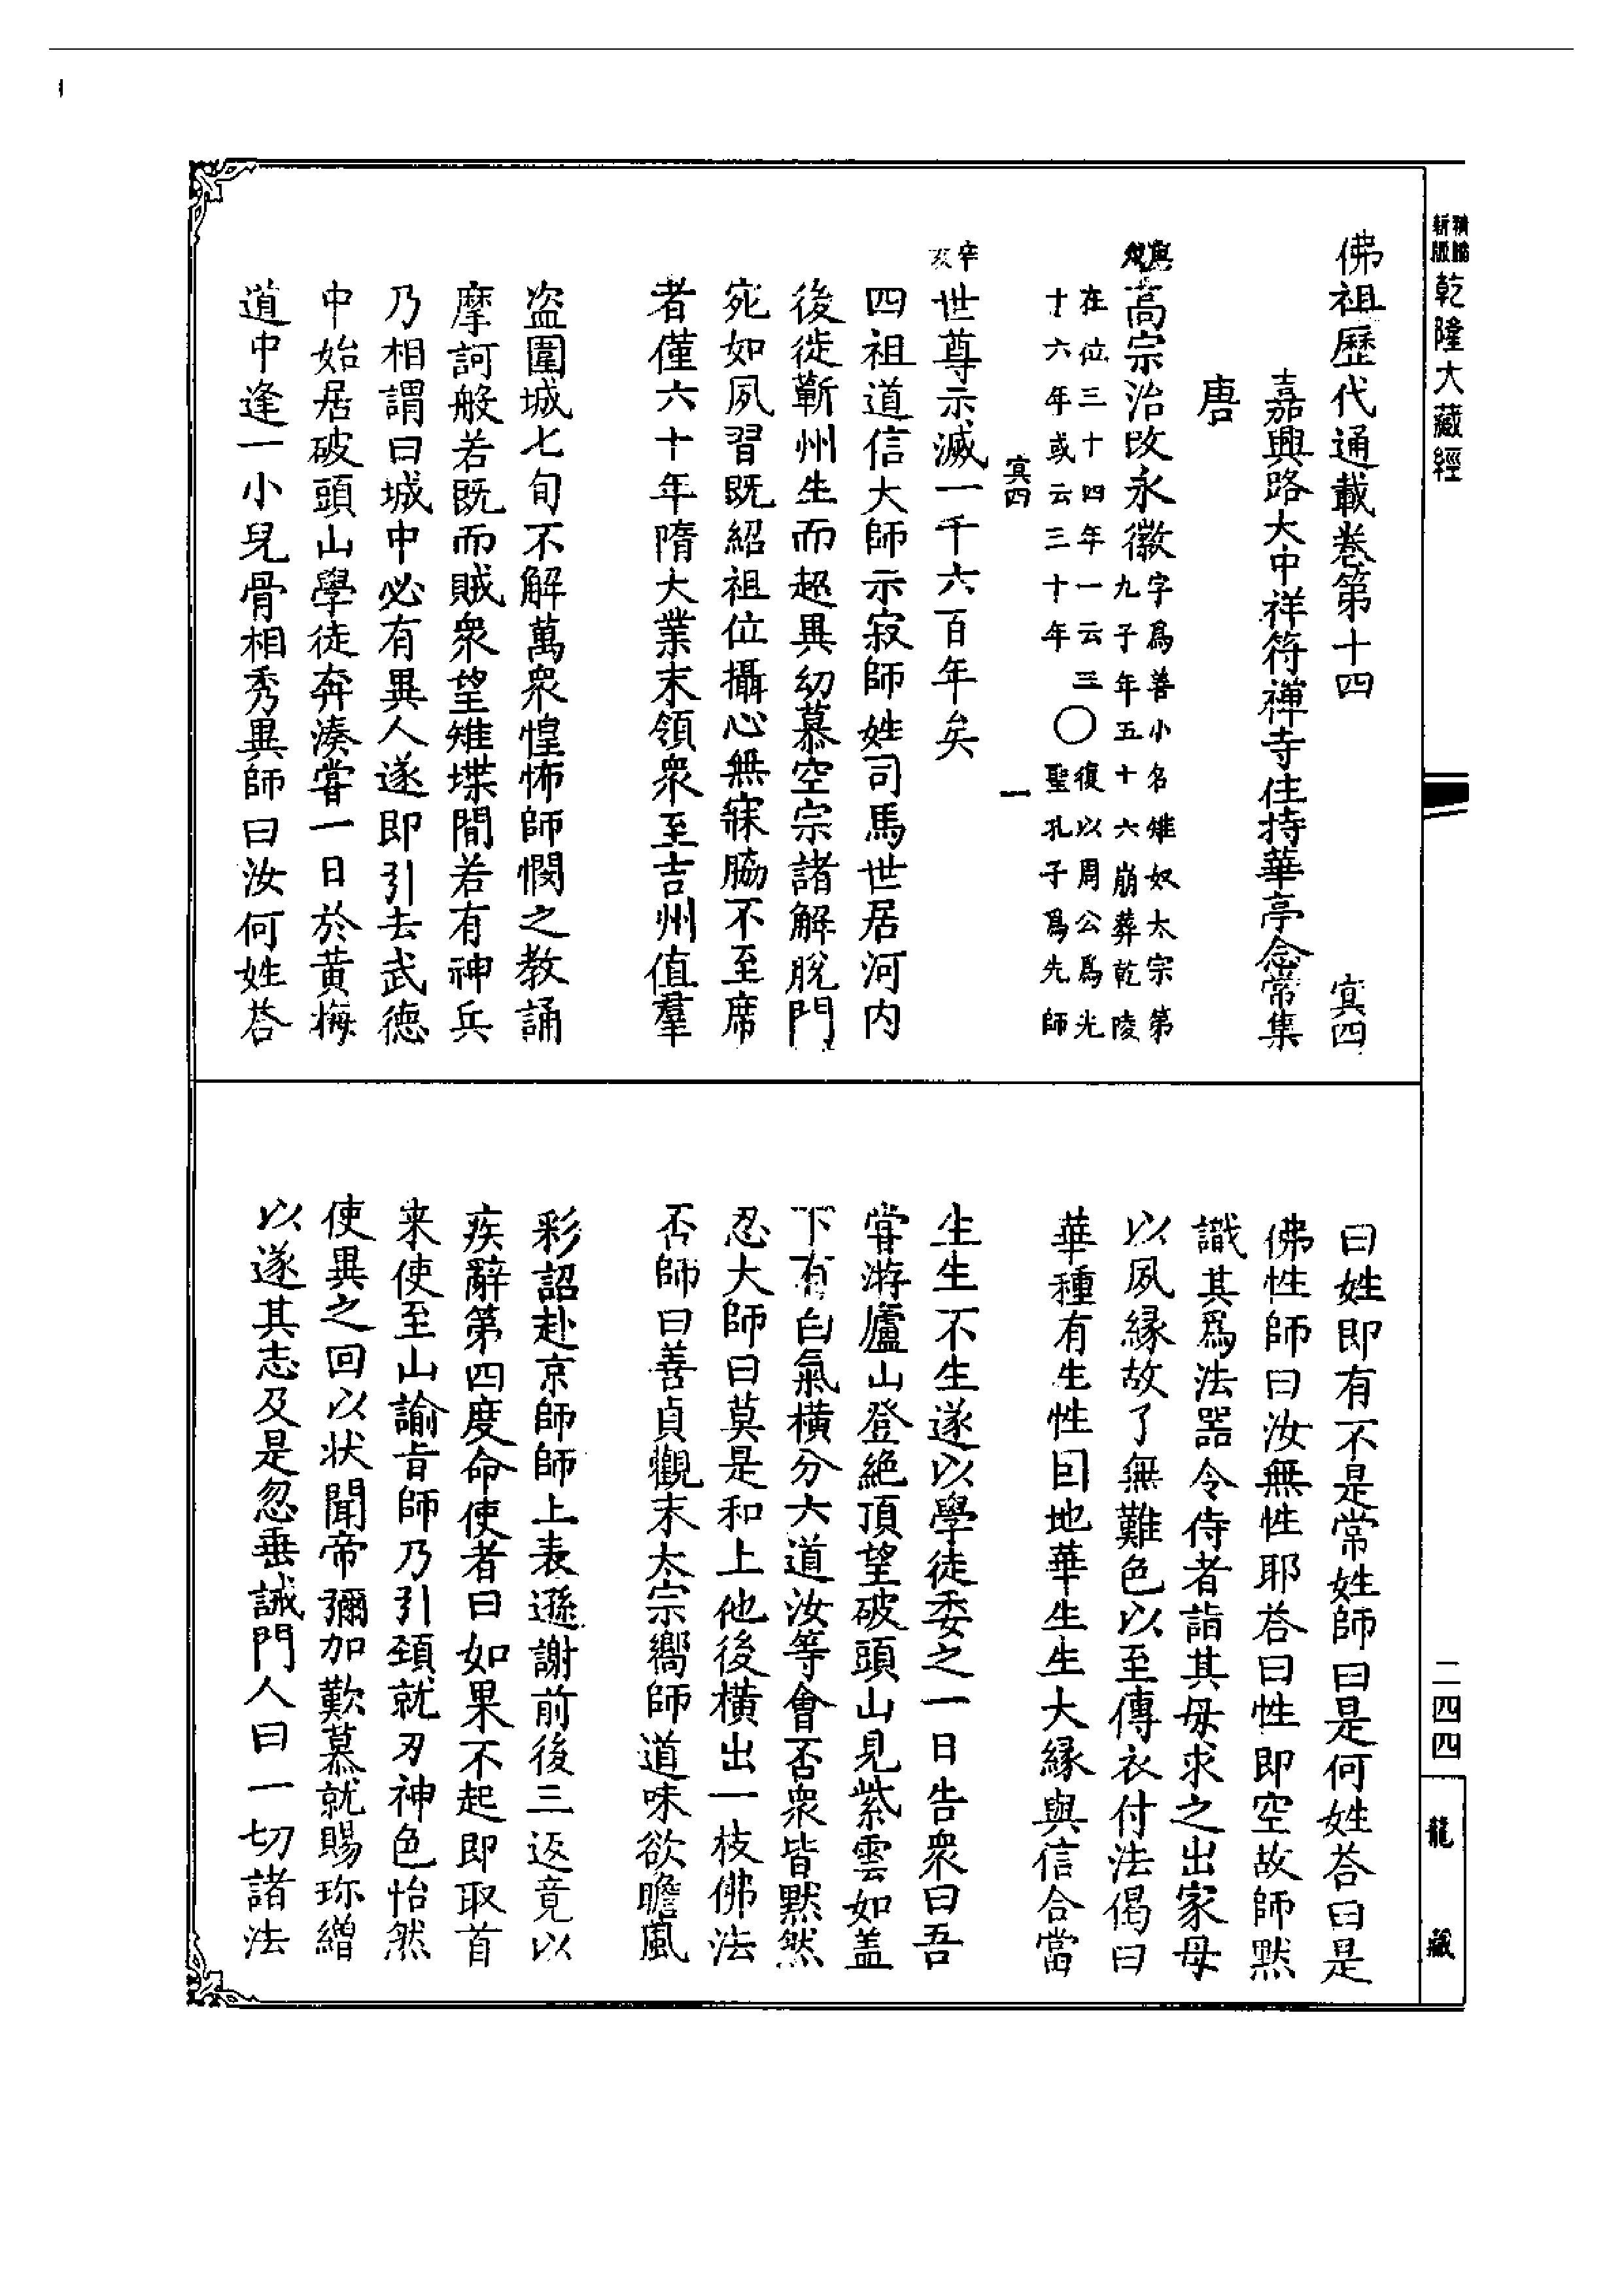 精編
新版
乾隆大藏經
佛祖歷代通載卷第十四　寘四
嘉興路大中祥符禪寺住持華亭念常集
唐
庚戌
高宗治改永徽
字爲善小名雉奴太宗第
九子年五十六崩葬乾陵
在位三十四年一云三
十六年或云三十年
〇
復以周公爲先
聖孔子爲先師
寘四　一
辛亥
世尊示滅一千六百年矣
四祖道信大師示寂師姓司馬世居河内
後徙蘄州生而超異幼慕空宗諸解脫門
宛如夙習既紹祖位攝心無寐脇不至席
者僅六十年隋大業末領衆至吉州值羣
盜圍城七旬不解萬衆惶怖師憫之教誦
摩訶般若既而賊衆望雉堞間若有神兵
乃相謂曰城中必有異人遂即引去武德
中始居破頭山學徒奔湊嘗一日於黃梅
道中逢一小兒骨相秀異師曰汝何姓荅
曰姓即有不是常姓師曰是何姓荅曰是
佛性師曰汝無性耶荅曰性即空故師黙
識其爲法器令侍者詣其母求之出家母
以夙緣故了無難色以至傳衣付法偈曰
華種有生性因地華生生大緣與信合當
生生不生遂以學徒委之一日告衆曰吾
嘗游廬山登絶頂望破頭山見紫雲如盖
下有白氣橫分六道汝等會否衆皆黙然
忍大師曰莫是和上他後橫出一枝佛法
否師曰善貞觀末太宗嚮師道味欲瞻風
彩詔赴京師師上表遜謝前後三返竟以
疾辭第四度命使者曰如果不起即取首
来使至山諭旨師乃引頚就刃神色怡然
使異之回以狀聞帝彌加歎慕就賜珎繒
以遂其志及是忽垂誡門人曰一切諸法
二四四
龍藏